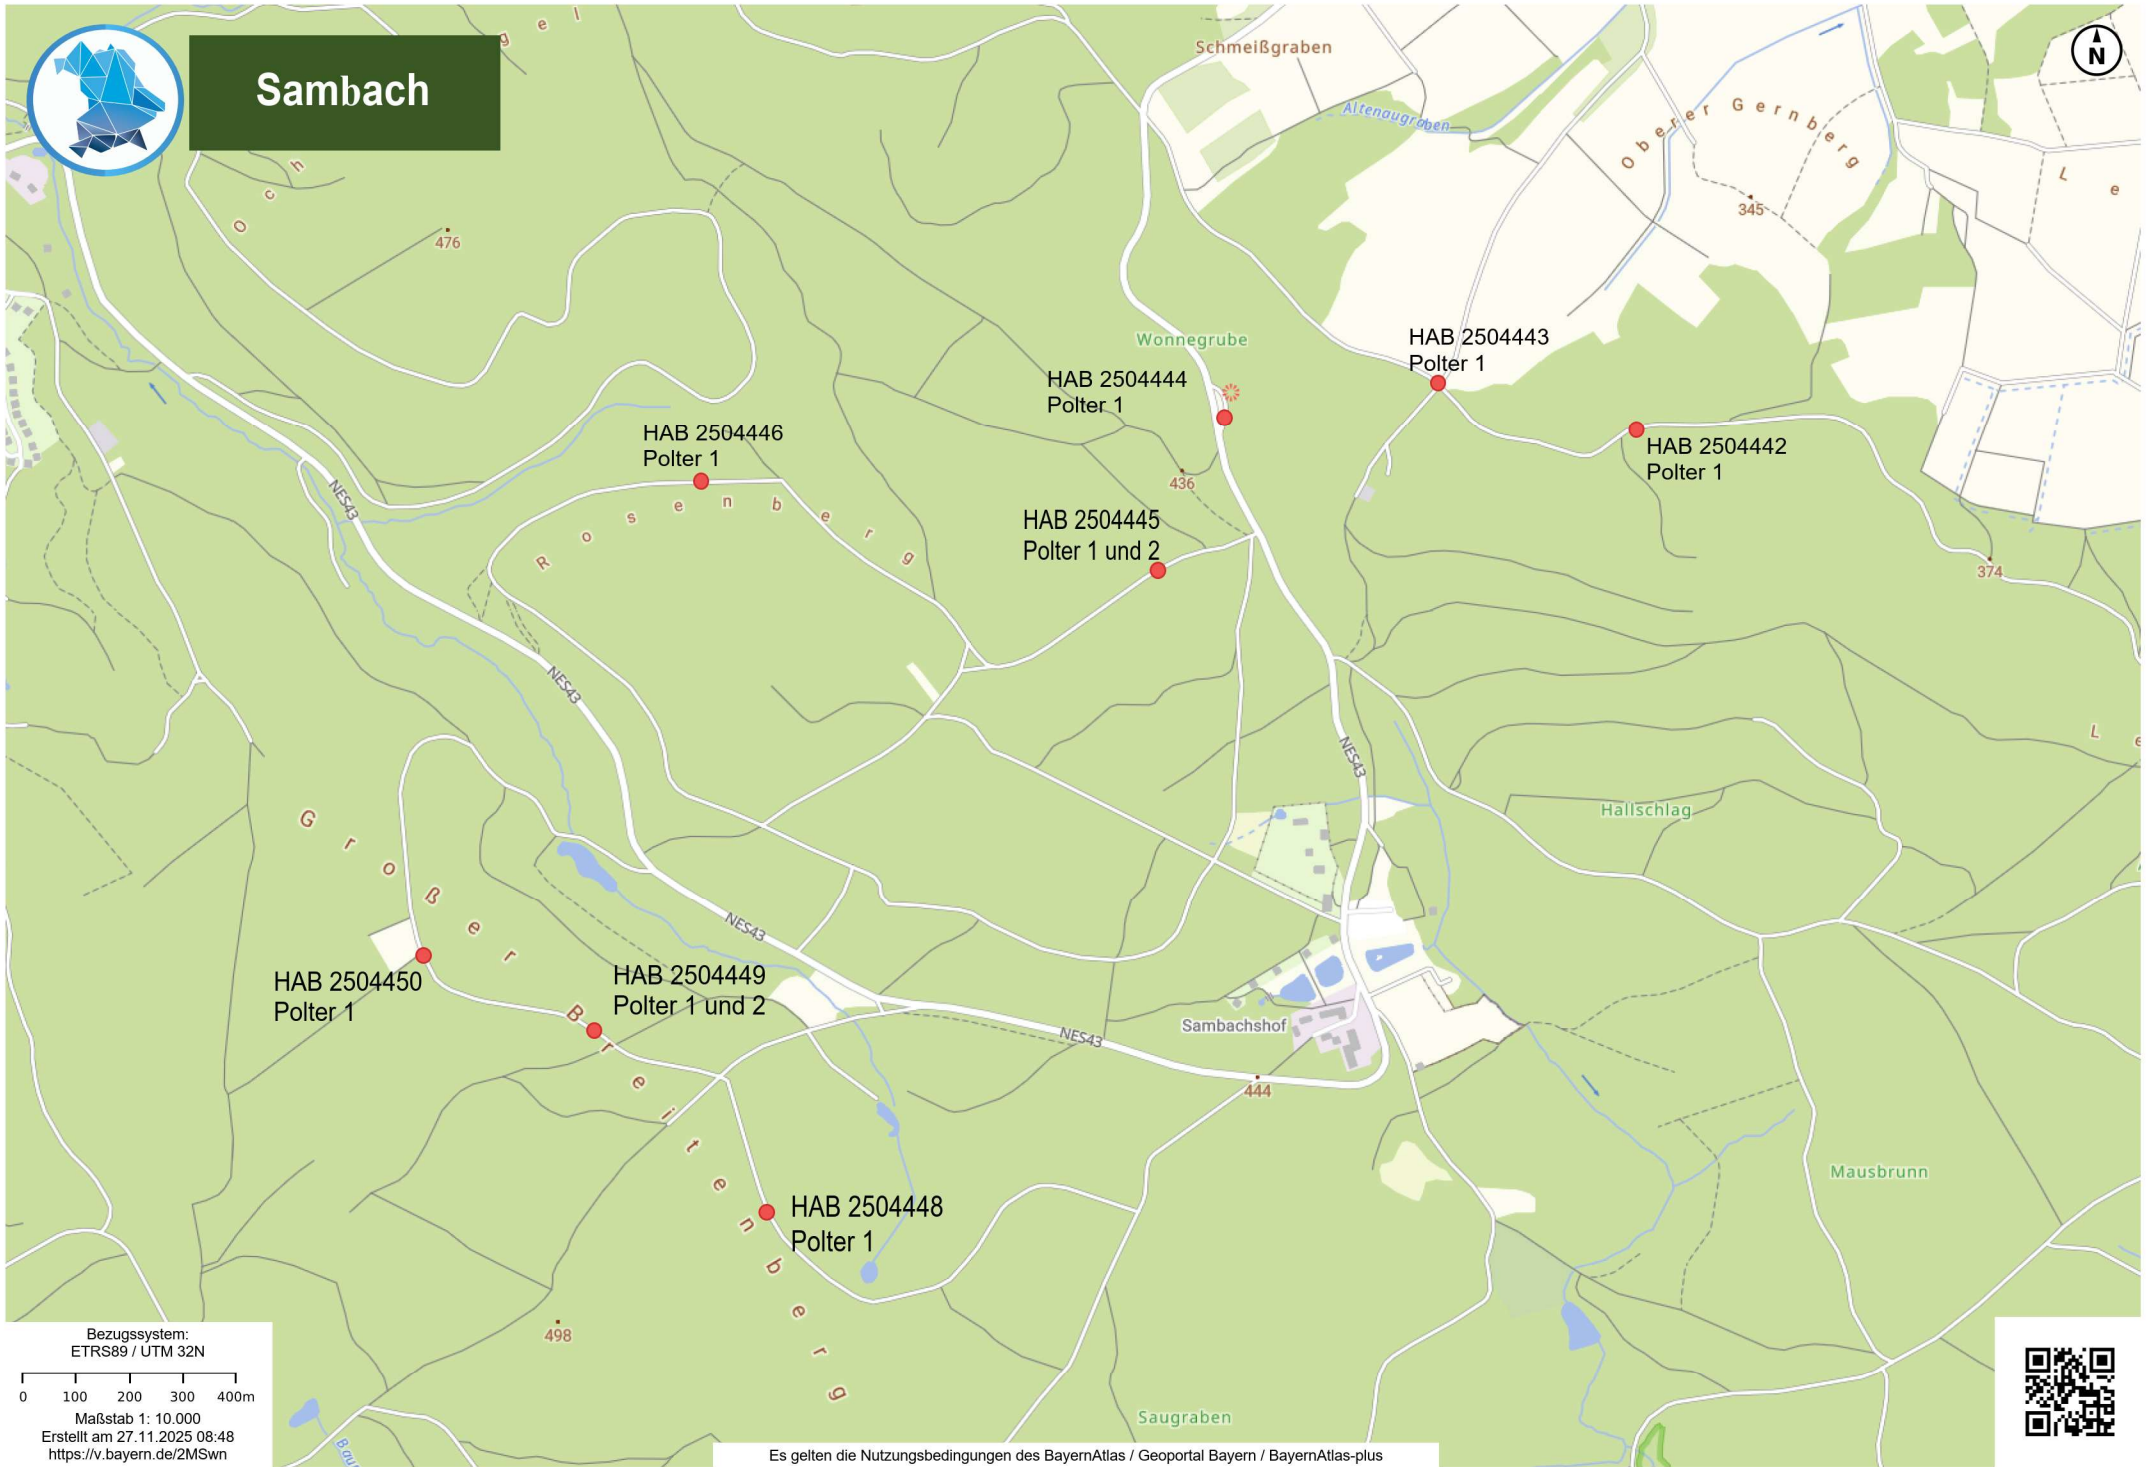 Sambach
N
Schmeißgraben
Altenaugraben
Oberer Gernberg
L e
O c h
g e l
476
345
Wonnegrube
HAB 2504443
Polter 1
HAB 2504444
Polter 1
HAB 2504446
Polter 1
HAB 2504442
Polter 1
436
NES43
Rosenberg
HAB 2504445
Polter 1 und 2
374
NES43
NES43
L e
Hallschlag
Großer Breitenberg
NES43
HAB 2504450
Polter 1
HAB 2504449
Polter 1 und 2
Sambachshof
NES43
444
Mausbrunn
HAB 2504448
Polter 1
498
Saugraben
Bezugssystem:
ETRS89 / UTM 32N
0 100 200 300 400m
Maßstab 1: 10.000
Erstellt am 27.11.2025 08:48
https://v.bayern.de/2MSwn
Es gelten die Nutzungsbedingungen des BayernAtlas / Geoportal Bayern / BayernAtlas-plus